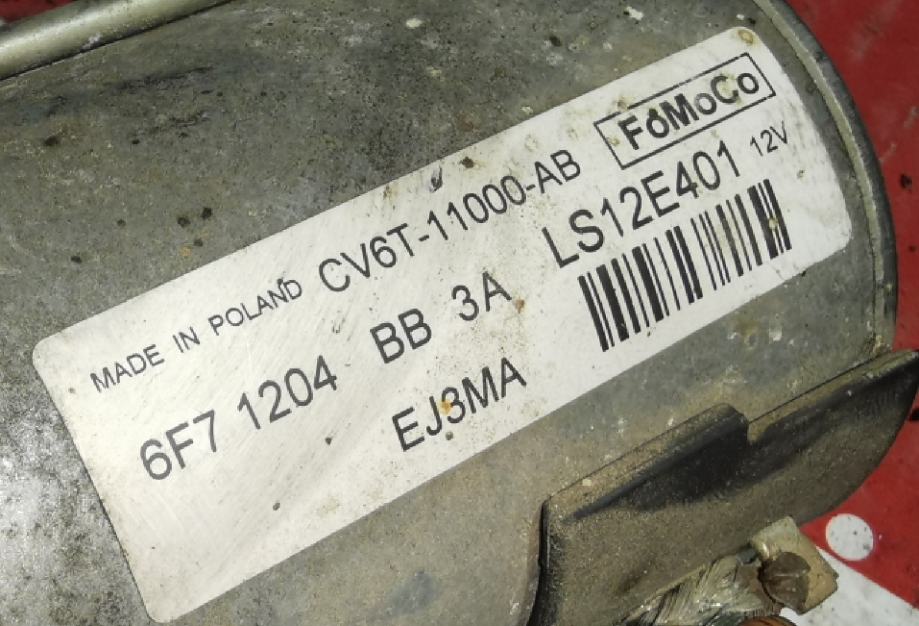 FoMoCo
MADE IN POLAND CV6T-11000-AB
LS12E401 12V
6F7 1204 BB 3A
EJ3MA